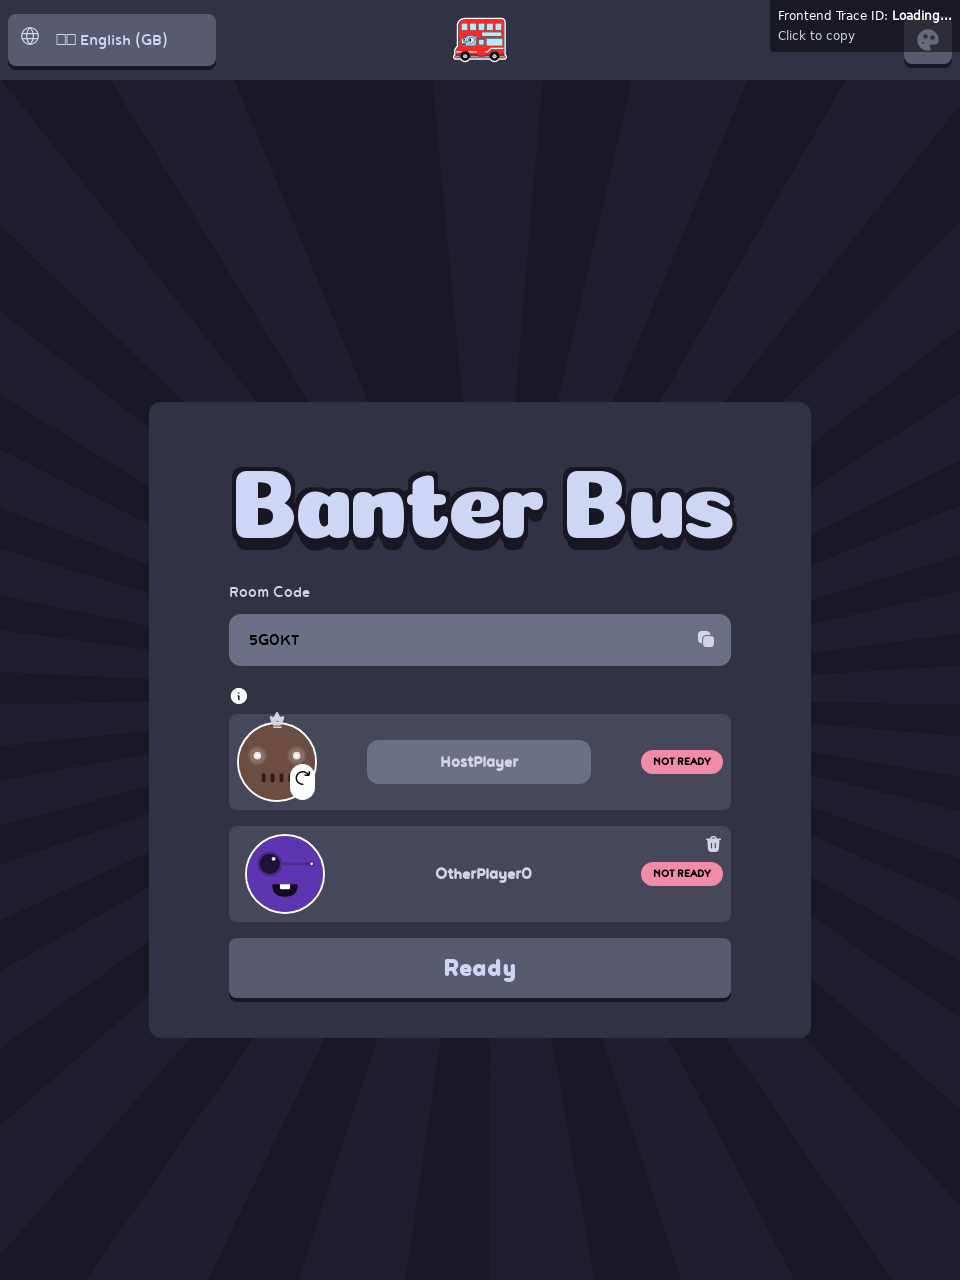 English (GB)
Frontend Trace ID: Loading...
Click to copy
Banter Bus
Room Code
5G0KT
HostPlayer
NOT READY
OtherPlayer0
NOT READY
Ready